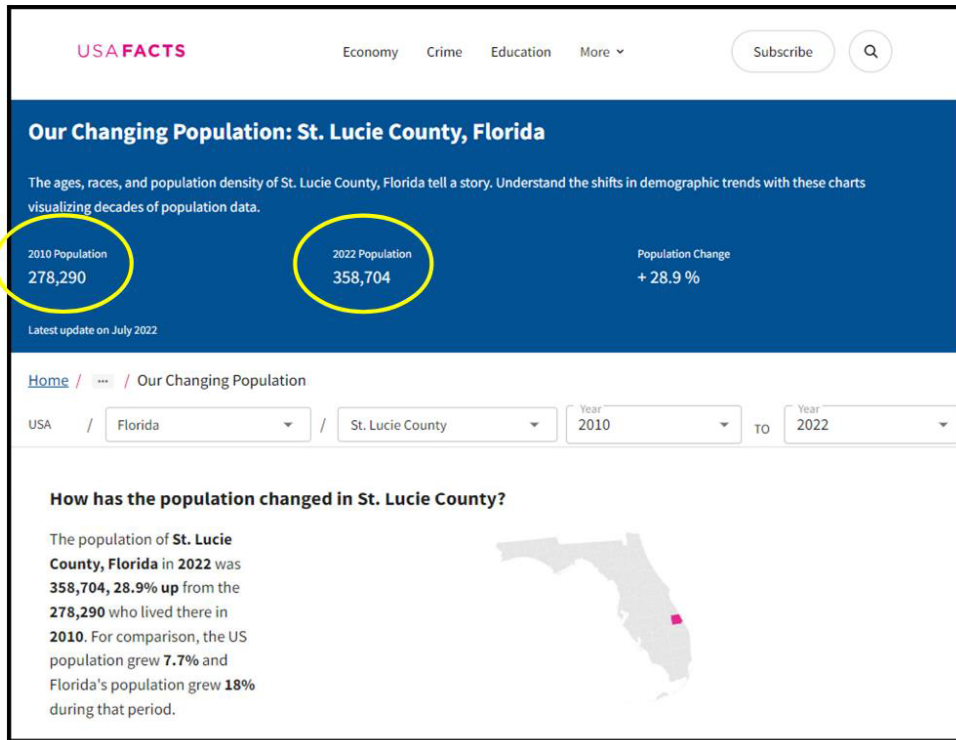 USAFACTS
Economy Crime Education More Subscribe
Our Changing Population: St. Lucie County, Florida
The ages, races, and population density of St. Lucie County, Florida tell a story. Understand the shifts in demographic trends with these charts
visualizing decades of population data.
2010 Population 2022 Population Population Change
278,290 358,704 + 28.9 %
Latest update on July 2022
Home / ... / Our Changing Population
Year Year
USA / Florida / St. Lucie County 2010 TO 2022
How has the population changed in St. Lucie County?
The population of St. Lucie
County, Florida in 2022 was
358,704, 28.9% up from the
278,290 who lived there in
2010. For comparison, the US
population grew 7.7% and
Florida's population grew 18%
during that period.